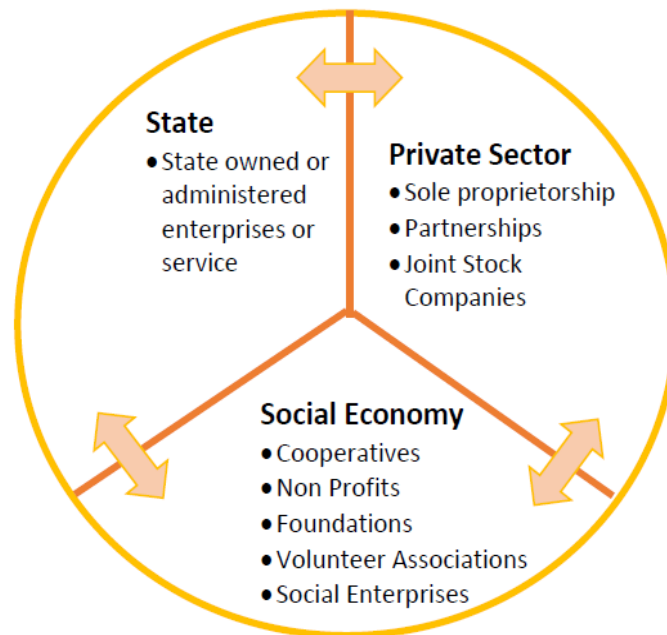 State
• State owned or
administered
enterprises or
service
Private Sector
• Sole proprietorship
• Partnerships
• Joint Stock
Companies
Social Economy
• Cooperatives
• Non Profits
• Foundations
• Volunteer Associations
• Social Enterprises